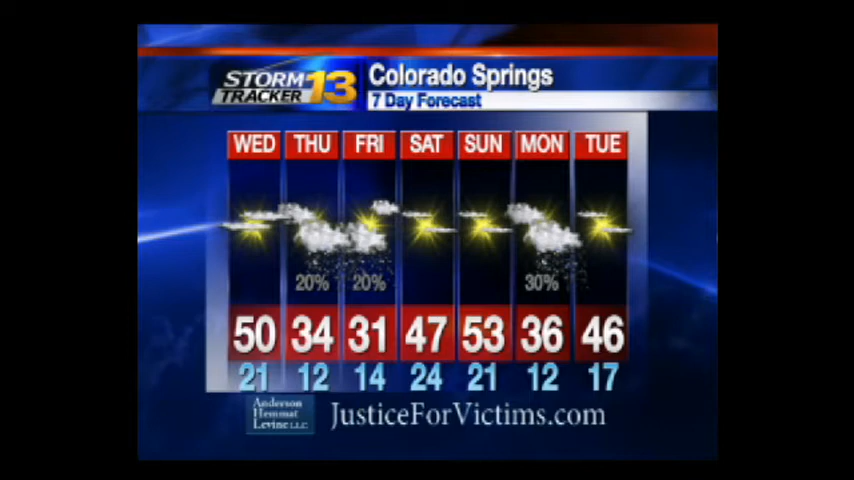 STORM
TRACKER 13
Colorado Springs
7 Day Forecast
WED THU FRI SAT SUN MON TUE
20% 20% 30%
50 34 31 47 53 36 46
21 12 14 24 21 12 17
Anderson
Hemmat
Levine LLC
JusticeForVictims.com